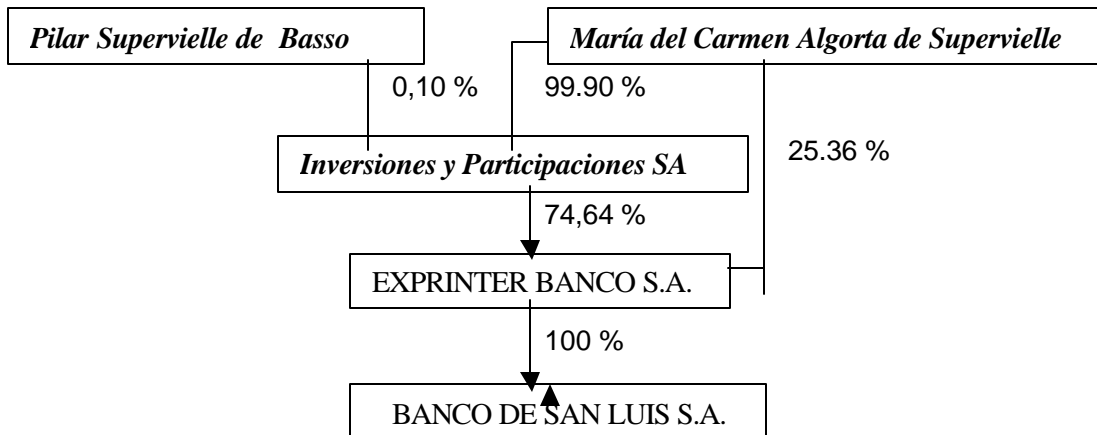 Pilar Supervielle de Basso
María del Carmen Algorta de Supervielle
0,10 %
99.90 %
25.36 %
Inversiones y Participaciones SA
74,64 %
EXPRINTER BANCO S.A.
100 %
BANCO DE SAN LUIS S.A.